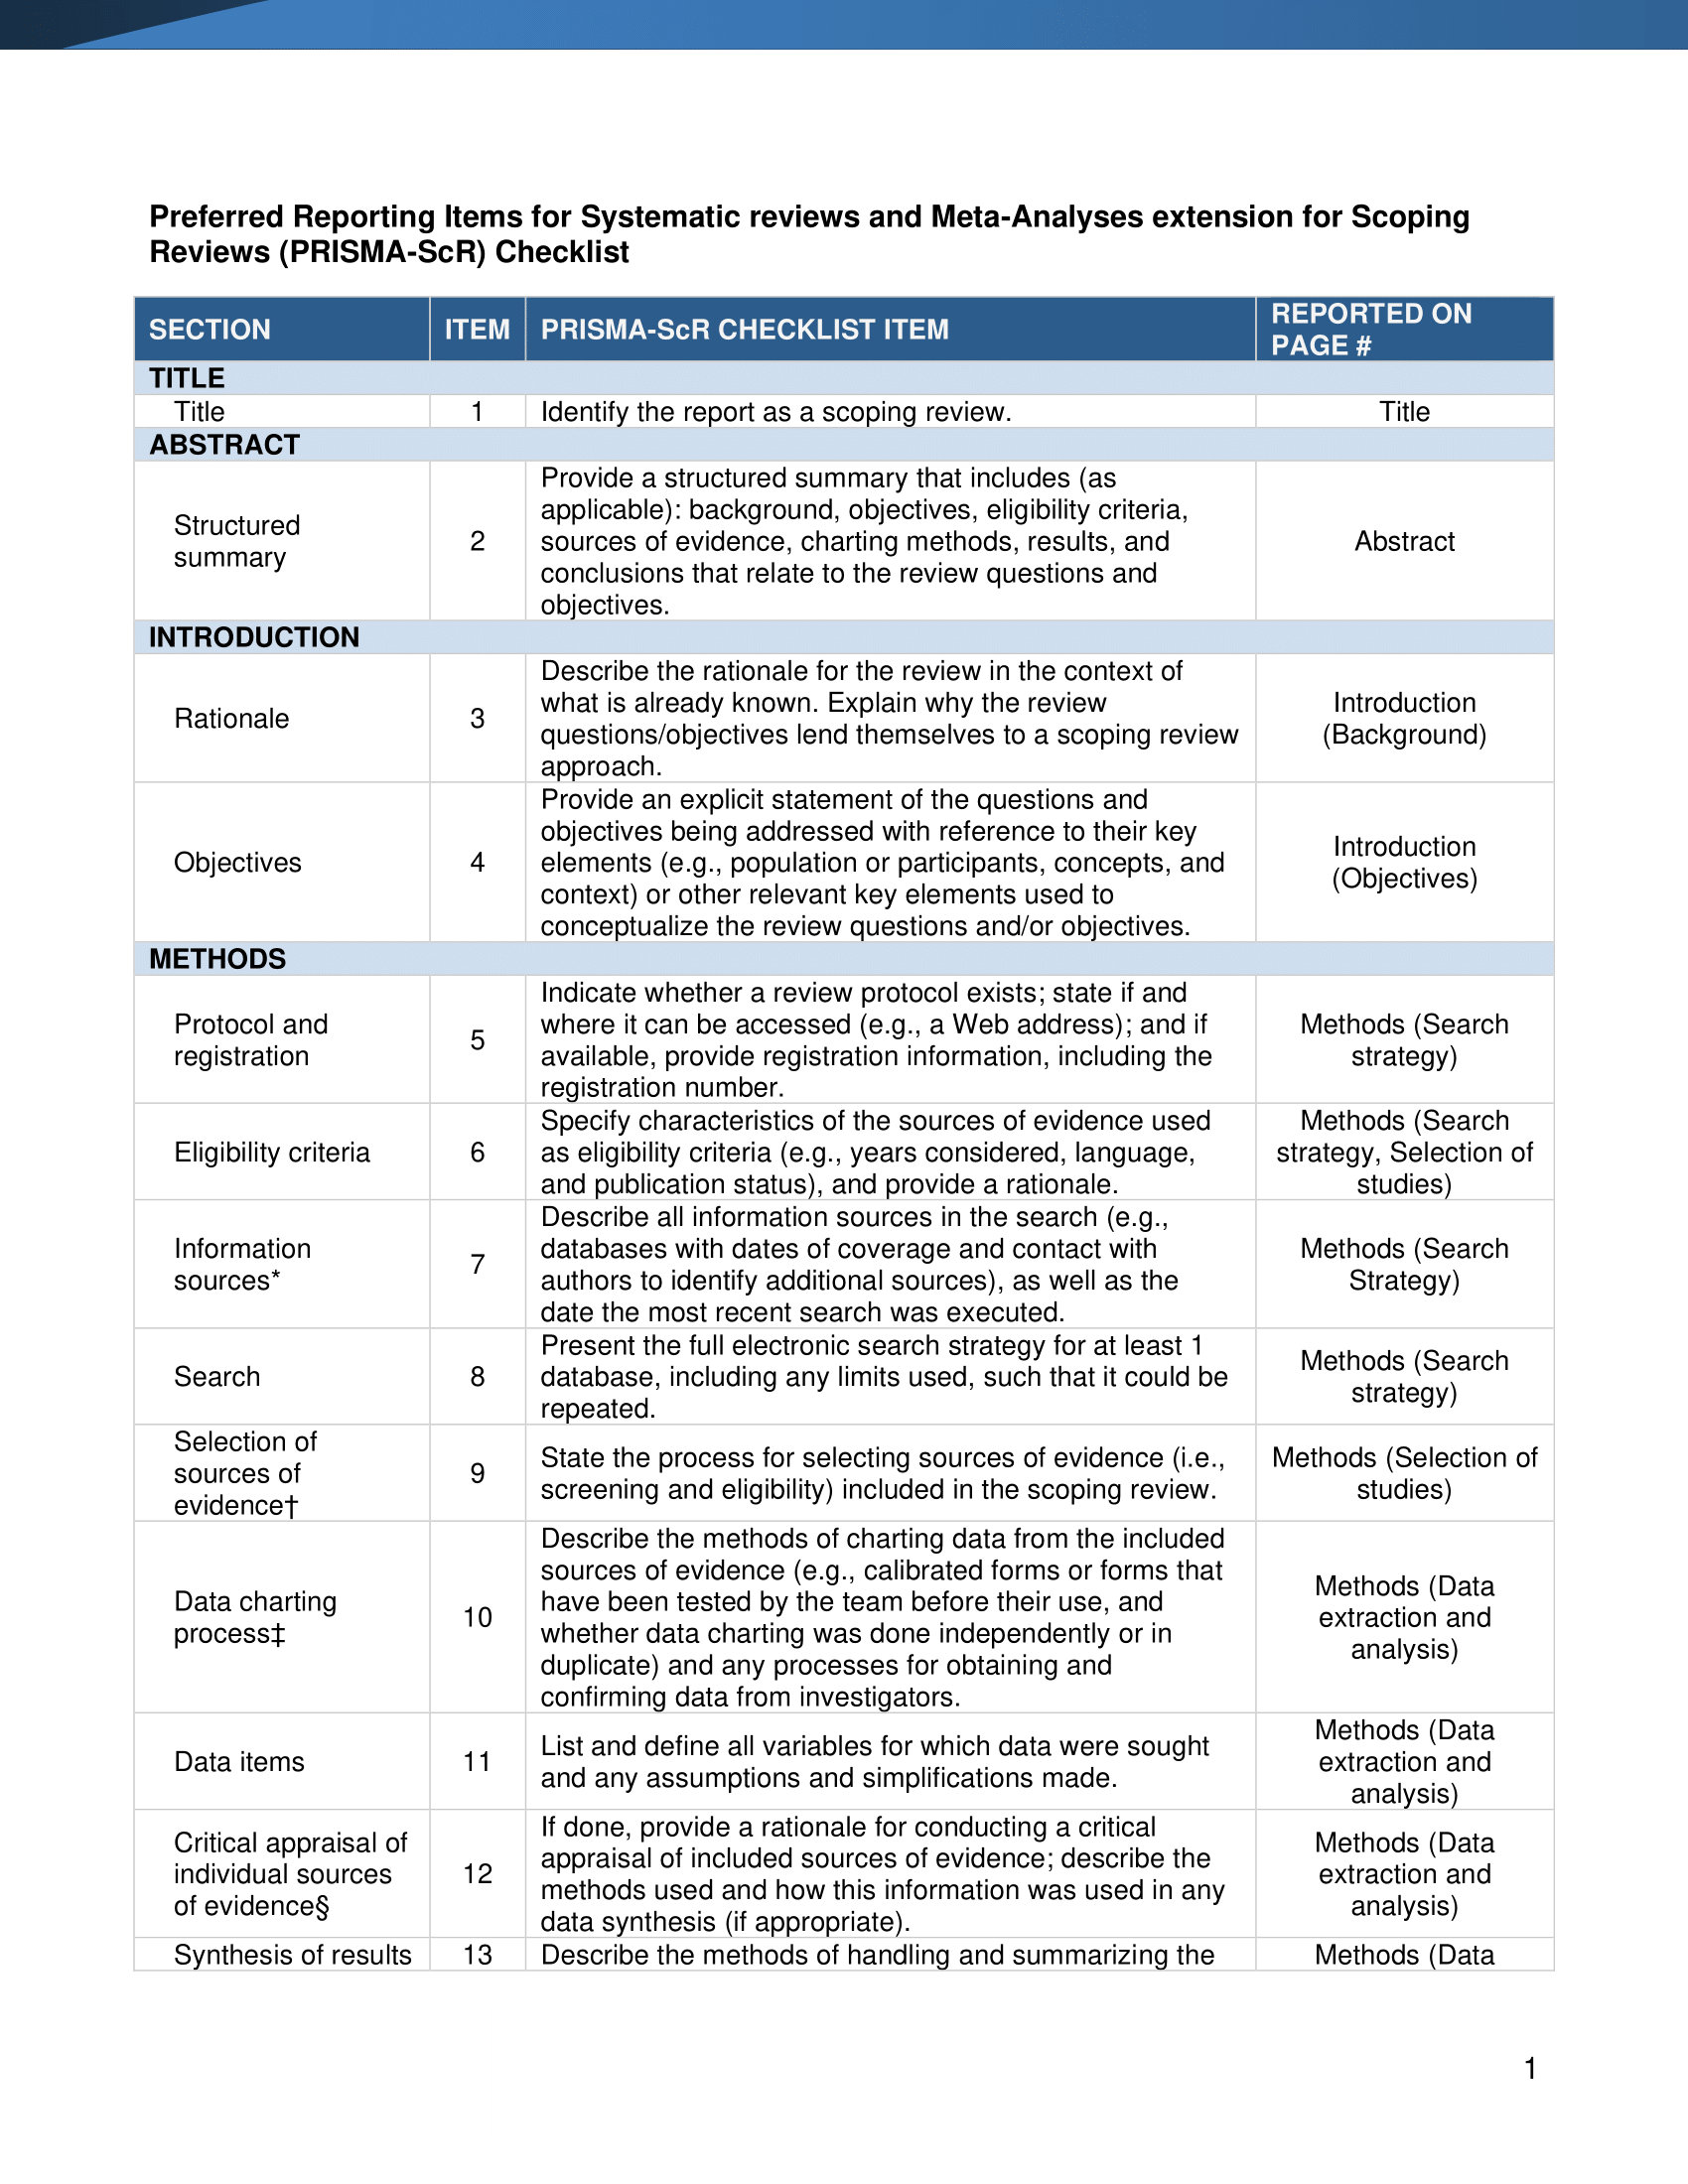 Preferred Reporting Items for Systematic reviews and Meta-Analyses extension for Scoping
Reviews (PRISMA-ScR) Checklist
SECTION ITEM PRISMA-ScR CHECKLIST ITEM REPORTED ON
PAGE #
TITLE
Title 1 Identify the report as a scoping review. Title
ABSTRACT
Structured
summary
2
Provide a structured summary that includes (as
applicable): background, objectives, eligibility criteria,
sources of evidence, charting methods, results, and
conclusions that relate to the review questions and
objectives.
Abstract
INTRODUCTION
Rationale
3
Describe the rationale for the review in the context of
what is already known. Explain why the review
questions/objectives lend themselves to a scoping review
approach.
Introduction
(Background)
Objectives
4
Provide an explicit statement of the questions and
objectives being addressed with reference to their key
elements (e.g., population or participants, concepts, and
context) or other relevant key elements used to
conceptualize the review questions and/or objectives.
Introduction
(Objectives)
METHODS
Protocol and
registration
5
Indicate whether a review protocol exists; state if and
where it can be accessed (e.g., a Web address); and if
available, provide registration information, including the
registration number.
Methods (Search
strategy)
Eligibility criteria
6
Specify characteristics of the sources of evidence used
as eligibility criteria (e.g., years considered, language,
and publication status), and provide a rationale.
Methods (Search
strategy, Selection of
studies)
Information
sources*
7
Describe all information sources in the search (e.g.,
databases with dates of coverage and contact with
authors to identify additional sources), as well as the
date the most recent search was executed.
Methods (Search
Strategy)
Search
8
Present the full electronic search strategy for at least 1
database, including any limits used, such that it could be
repeated.
Methods (Search
strategy)
Selection of
sources of
evidence†
9
State the process for selecting sources of evidence (i.e.,
screening and eligibility) included in the scoping review.
Methods (Selection of
studies)
Data charting
process‡
10
Describe the methods of charting data from the included
sources of evidence (e.g., calibrated forms or forms that
have been tested by the team before their use, and
whether data charting was done independently or in
duplicate) and any processes for obtaining and
confirming data from investigators.
Methods (Data
extraction and
analysis)
Data items
11
List and define all variables for which data were sought
and any assumptions and simplifications made.
Methods (Data
extraction and
analysis)
Critical appraisal of
individual sources
of evidence§
12
If done, provide a rationale for conducting a critical
appraisal of included sources of evidence; describe the
methods used and how this information was used in any
data synthesis (if appropriate).
Methods (Data
extraction and
analysis)
Synthesis of results 13 Describe the methods of handling and summarizing the Methods (Data
1